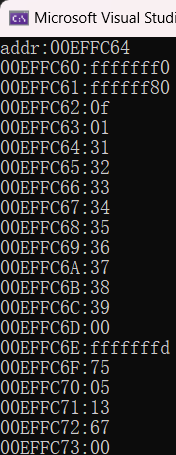 Microsoft Visual Studi
addr:00EFFC64
00EFFC60:fffffff0
00EFFC61:ffffff80
00EFFC62:0f
00EFFC63:01
00EFFC64:31
00EFFC65:32
00EFFC66:33
00EFFC67:34
00EFFC68:35
00EFFC69:36
00EFFC6A:37
00EFFC6B:38
00EFFC6C:39
00EFFC6D:00
00EFFC6E:fffffffd
00EFFC6F:75
00EFFC70:05
00EFFC71:13
00EFFC72:67
00EFFC73:00